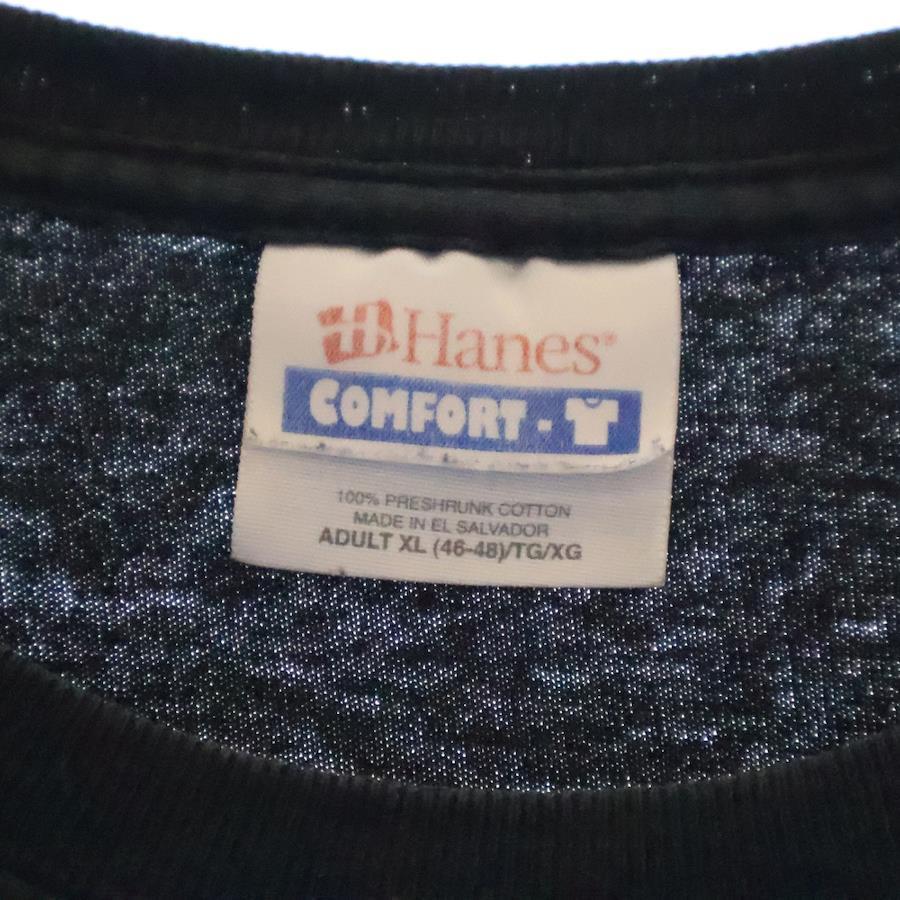 Hanes®
COMFORT-
100% PRESHRUNK COTTON
MADE IN EL SALVADOR
ADULT XL (46-48)/TG/XG